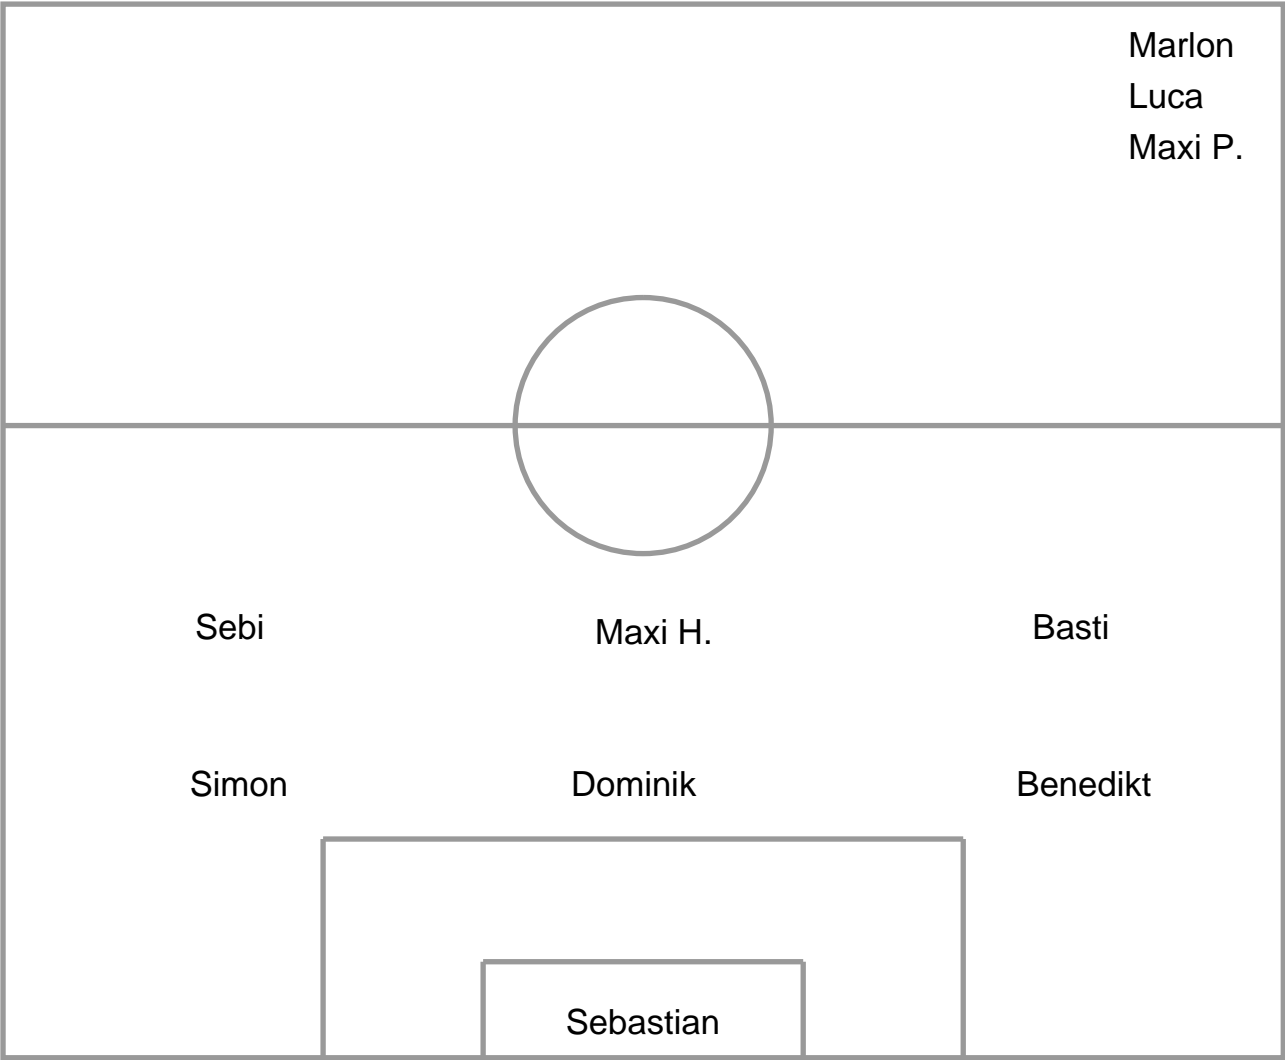 Marlon
Luca
Maxi P.
Sebi
Maxi H.
Basti
Simon
Dominik
Benedikt
Sebastian